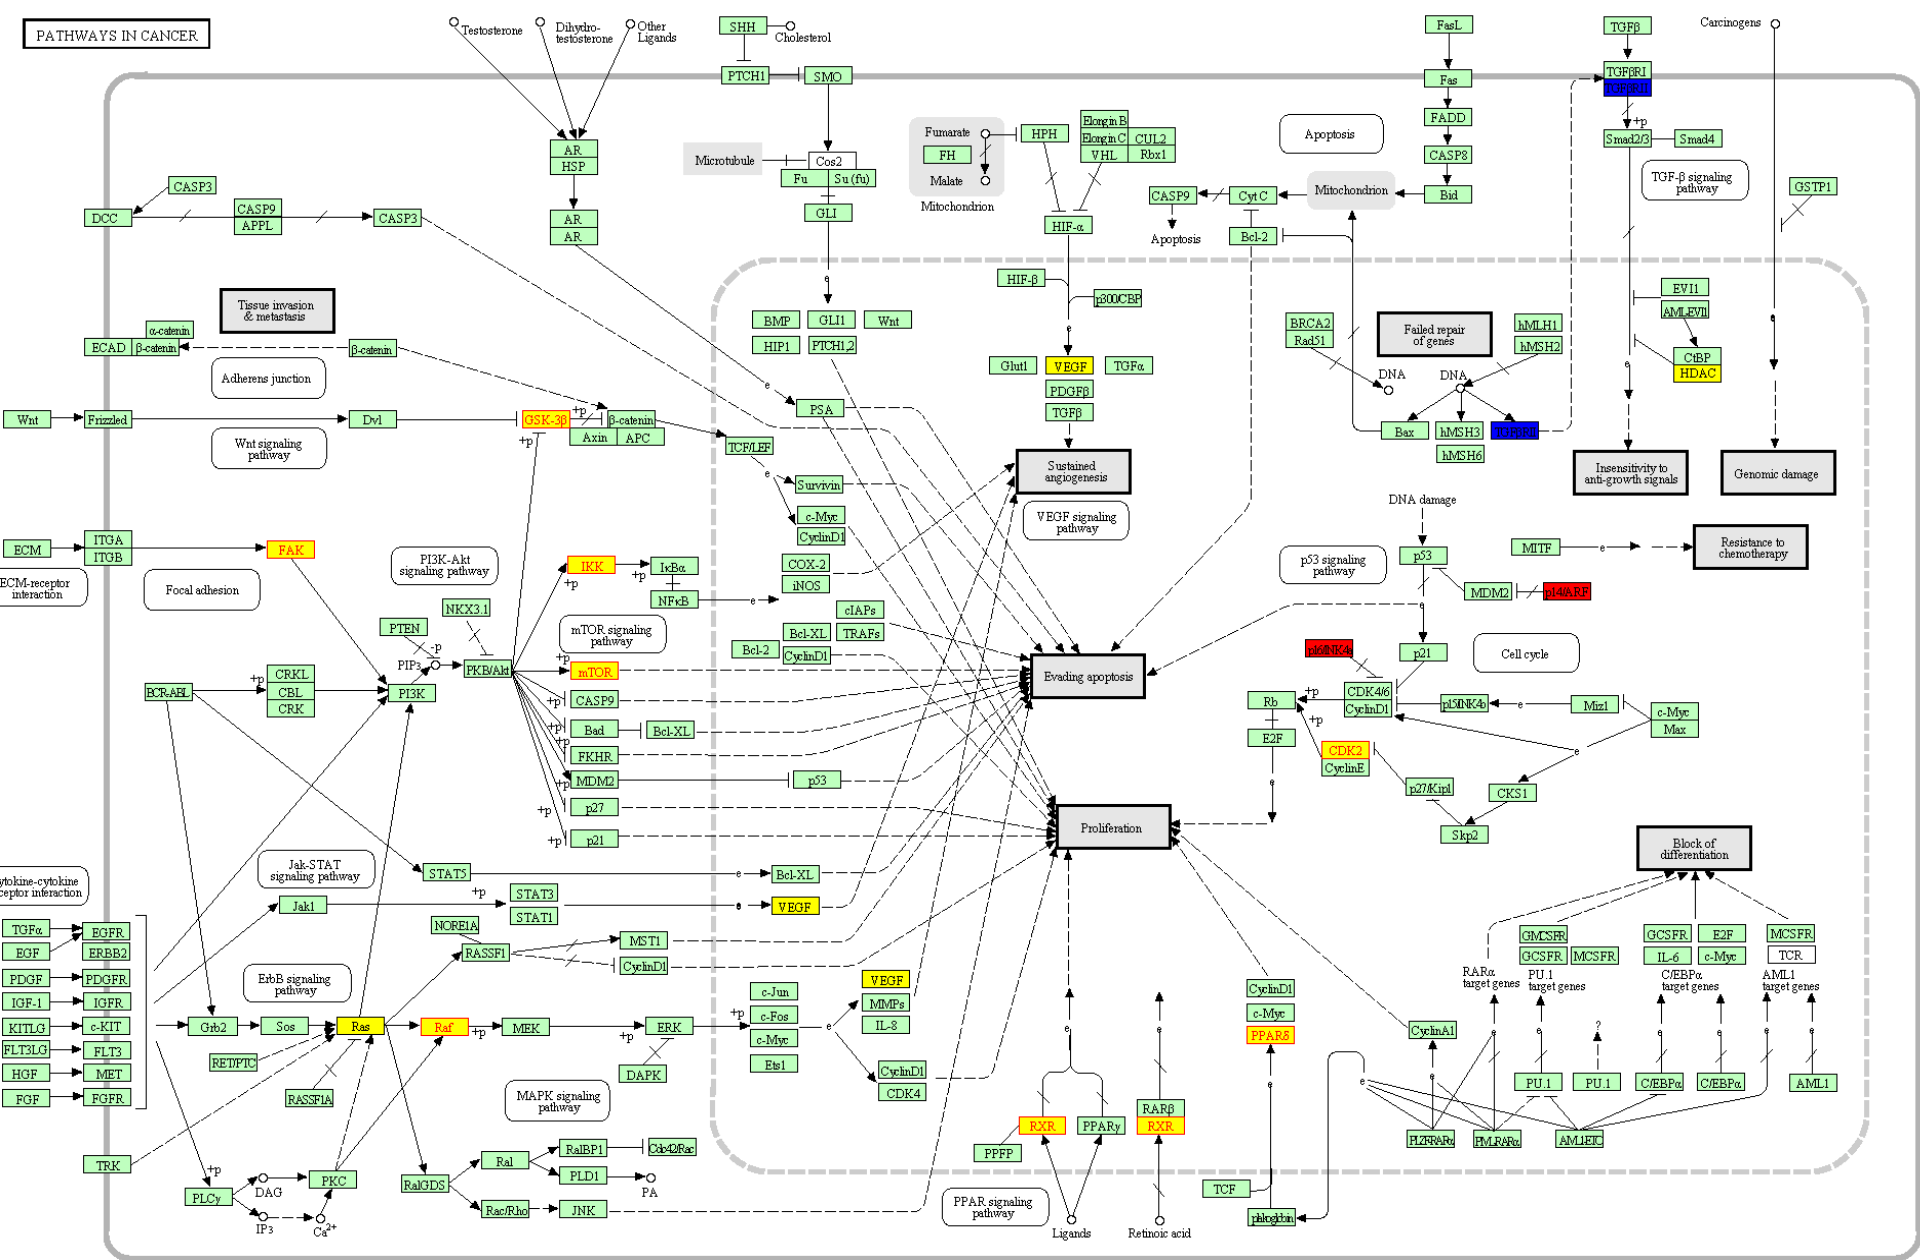 PATHWAYS IN CANCER
Testosterone
Dihydro-
testosterone
Other
Ligands
SHH
Cholesterol
PTCH1
SMO
FasL
Fas
TGFβ
TGFβRI
TGFβRII
Carcinogens
AR
HSP
AR
AR
Microtubule
Cos2
Fu
Su (fu)
GLI
e
Fumarate
FH
Malate
Mitochondrion
HPH
Elongin B
Elongin C
CUL2
VHL
Rbx1
HIF-α
Apoptosis
FADD
CASP8
CASP9
Cyt C
Mitochondrion
Bid
Apoptosis
Bcl-2
+p
Smad2/3
Smad4
TGF-β signaling
pathway
GSTP1
CASP3
DCC
CASP9
APPL
CASP3
Tissue invasion
& metastasis
α-catenin
ECAD
β-catenin
β-catenin
Adherens junction
HIF-β
p300/CBP
e
BMP
GLI1
Wnt
HIP1
PTCH1,2
Glut1
VEGF
TGFα
PDGFβ
TGFβ
BRCA2
Rad51
Failed repair
of genes
hMLH1
hMSH2
DNA
DNA
EVI1
AML-EVI1
CtBP
HDAC
e
e
Bax
hMSH3
TGFβRII
hMSH6
Wnt
Frizzled
Dvl
GSK-3β
+p
+p
β-catenin
Axin
APC
Wnt signaling
pathway
e
PSA
TCF/LEF
e
Survivin
c-Myc
CyclinD1
COX-2
iNOS
Sustained
angiogenesis
VEGF signaling
pathway
Insensitivity to
anti-growth signals
Genomic damage
DNA damage
p53
p53 signaling
pathway
MITF
e
Resistance to
chemotherapy
MDM2
p14/ARF
e
ECM
ITGA
ITGB
FAK
ECM-receptor
interaction
Focal adhesion
PI3K-Akt
signaling pathway
IKK
+p
+p
IκBα
NFκB
e
NKX3.1
PTEN
-p
PIP3
PKB/Akt
mTOR signaling
pathway
+p
mTOR
cIAPs
Bcl-XL
TRAFs
Bcl-2
CyclinD1
Evading apoptosis
p16/INK4a
p21
Cell cycle
CDK4/6
CyclinD1
p15/INK4b
e
Miz1
c-Myc
Max
Rb
+p
+p
E2F
e
CDK2
CyclinE
e
p27/Kip1
CKS1
Skp2
BCR-ABL
+p
CRKL
CBL
CRK
PI3K
+p
CASP9
+p
Bad
Bcl-XL
+p
FKHR
+p
MDM2
p53
+p
p27
+p
p21
Proliferation
Block of
differentiation
Jak-STAT
signaling pathway
STAT5
e
Bcl-XL
Jak1
+p
STAT3
STAT1
e
VEGF
NORE1A
RASSF1
MST1
CyclinD1
TGFα
EGFR
EGF
ERBB2
PDGF
PDGFR
IGF-1
IGFR
KITLG
c-KIT
FLT3LG
FLT3
HGF
MET
FGF
FGFR
ErbB signaling
pathway
Grb2
Sos
Ras
Raf
+p
MEK
+p
ERK
+p
RET/PTC
RASSF1A
DAPK
MAPK signaling
pathway
c-Jun
c-Fos
c-Myc
Ets1
e
VEGF
MMPs
IL-8
CyclinD1
CDK4
e
e
CyclinD1
c-Myc
PPARδ
e
RXR
PPARγ
PPFP
RARβ
RXR
PPAR signaling
pathway
Ligands
Retinoic acid
TCF
GMCSFR
GCSFR
MCSFR
GCSFR
E2F
IL-6
c-Myc
MCSFR
TCR
RARα
target genes
PU.1
target genes
C/EBPα
target genes
AML1
target genes
CyclinA1
e
e
e
?
e
e
e
e
e
PU.1
PU.1
C/EBPα
C/EBPα
AML1
PLZF-RARα
PML-RARα
AML1-ETO
TRK
+p
PLCγ
DAG
IP3
Ca2+
PKC
RalGDS
Ral
RalBP1
Cdc42/Rac
PLD1
PA
Rac/Rho
JNK